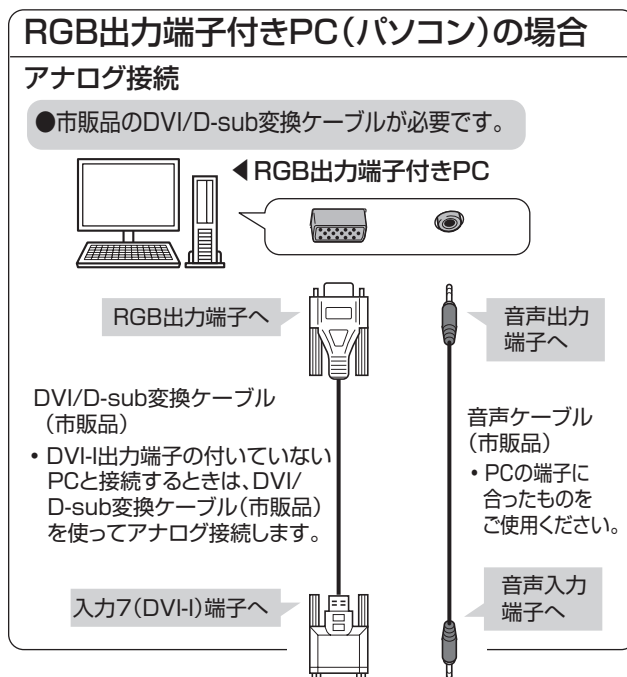 RGB出力端子付きPC（パソコン）の場合
アナログ接続
●市販品のDVI/D-sub変換ケーブルが必要です。
◀RGB出力端子付きPC
RGB出力端子へ
音声出力
端子へ
DVI/D-sub変換ケーブル
（市販品）
・DVI-I出力端子の付いていない
PCと接続するときは、DVI/
D-sub変換ケーブル（市販品）
を使ってアナログ接続します。
音声ケーブル
（市販品）
・PCの端子に
合ったものを
ご使用ください。
入力7（DVI-I）端子へ
音声入力
端子へ